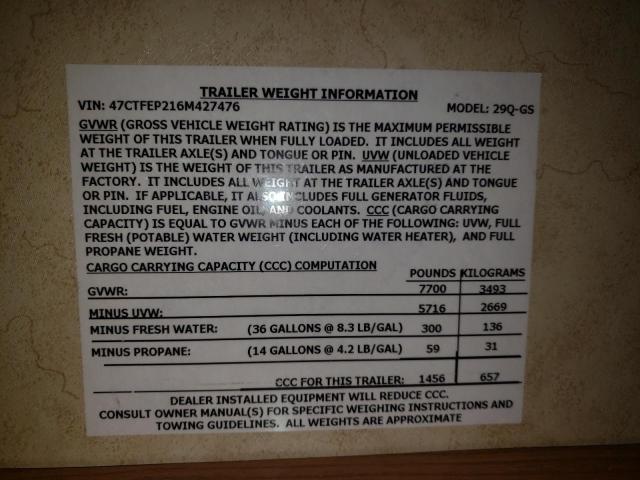 TRAILER WEIGHT INFORMATION
VIN: 47CTFEP216M427476 MODEL: 29Q-GS
GVWR (GROSS VEHICLE WEIGHT RATING) IS THE MAXIMUM PERMISSIBLE
WEIGHT OF THIS TRAILER WHEN FULLY LOADED. IT INCLUDES ALL WEIGHT
AT THE TRAILER AXLE(S) AND TONGUE OR PIN. UVW (UNLOADED VEHICLE
WEIGHT) IS THE WEIGHT OF THIS TRAILER AS MANUFACTURED AT THE
FACTORY. IT INCLUDES ALL WEIGHT AT THE TRAILER AXLE(S) AND TONGUE
OR PIN. IF APPLICABLE, IT ALSO INCLUDES FULL GENERATOR FLUIDS,
INCLUDING FUEL, ENGINE OIL, AND COOLANTS. CCC (CARGO CARRYING
CAPACITY) IS EQUAL TO GVWR MINUS EACH OF THE FOLLOWING: UVW, FULL
FRESH (POTABLE) WATER WEIGHT (INCLUDING WATER HEATER), AND FULL
PROPANE WEIGHT.
CARGO CARRYING CAPACITY (CCC) COMPUTATION
POUNDS KILOGRAMS
GVWR: 7700 3493
MINUS UVW: 5716 2669
MINUS FRESH WATER: (36 GALLONS @ 8.3 LB/GAL) 300 136
MINUS PROPANE: (14 GALLONS @ 4.2 LB/GAL) 59 31
CCC FOR THIS TRAILER: 1456 657
DEALER INSTALLED EQUIPMENT WILL REDUCE CCC.
CONSULT OWNER MANUAL(S) FOR SPECIFIC WEIGHING INSTRUCTIONS AND
TOWING GUIDELINES. ALL WEIGHTS ARE APPROXIMATE